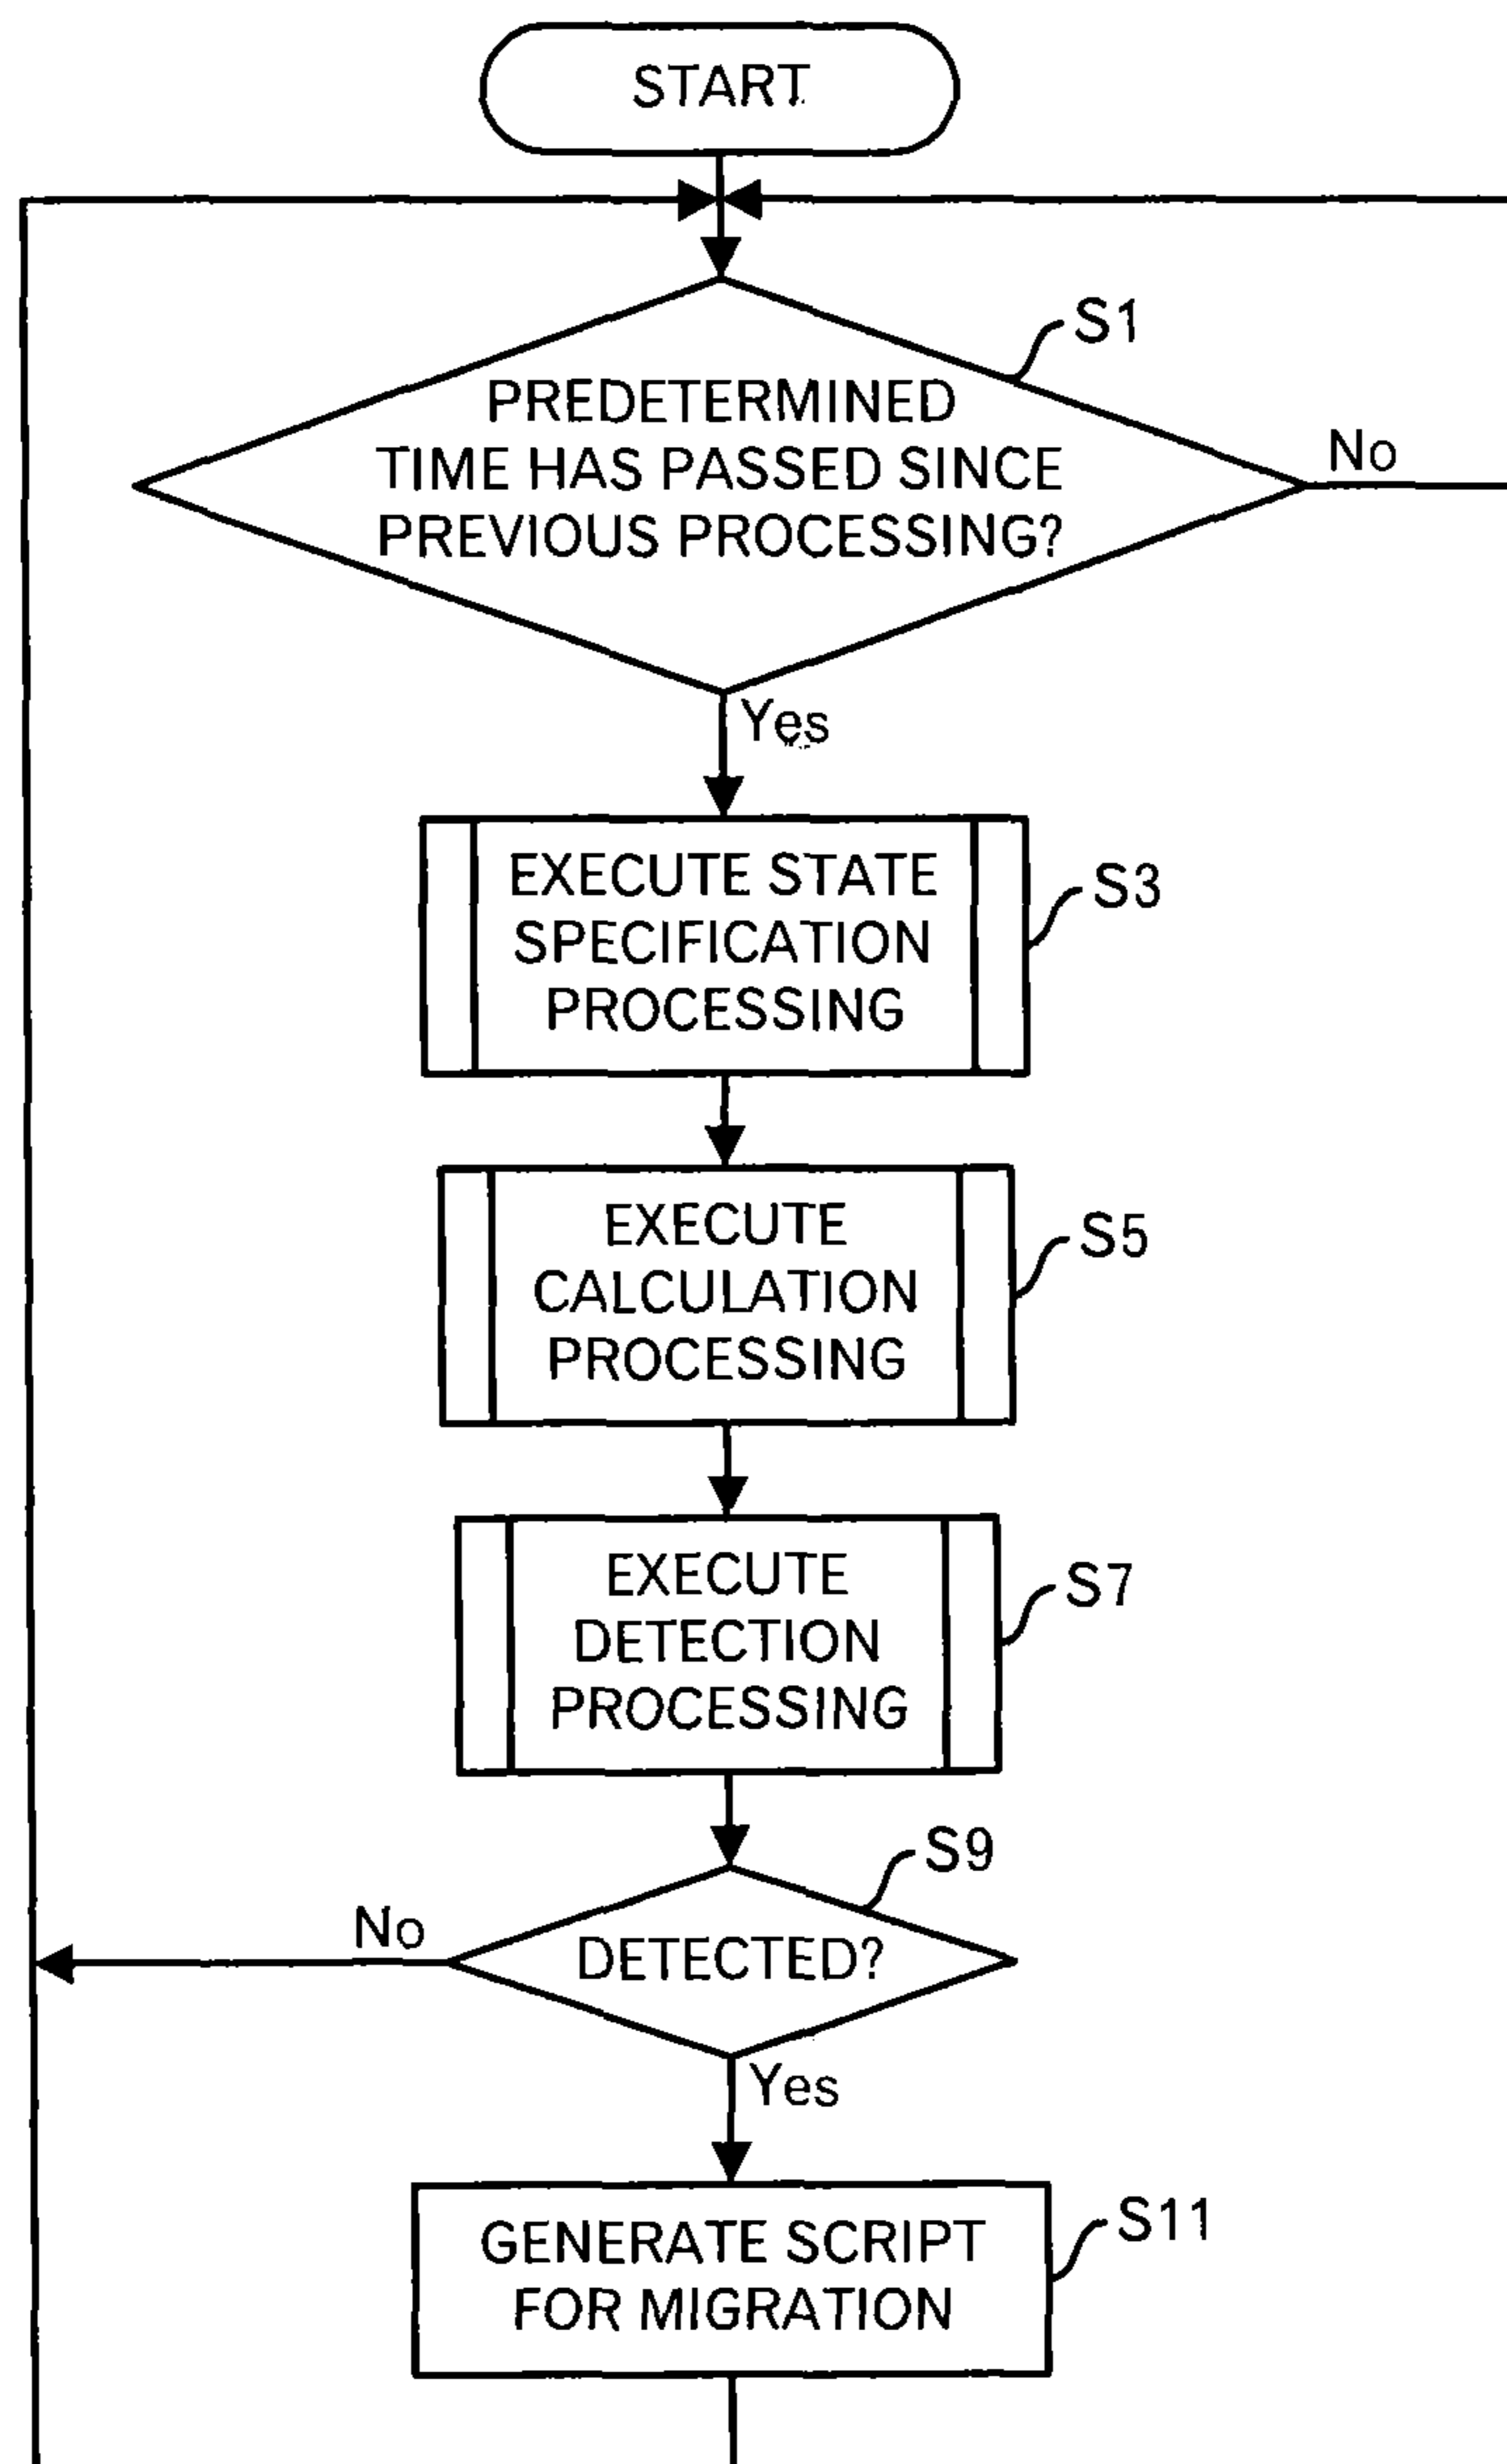 START
S1
PREDETERMINED
TIME HAS PASSED SINCE
PREVIOUS PROCESSING?
No
Yes
EXECUTE STATE
SPECIFICATION
PROCESSING
S3
EXECUTE
CALCULATION
PROCESSING
S5
EXECUTE
DETECTION
PROCESSING
S7
S9
No
DETECTED?
Yes
GENERATE SCRIPT
FOR MIGRATION
S11